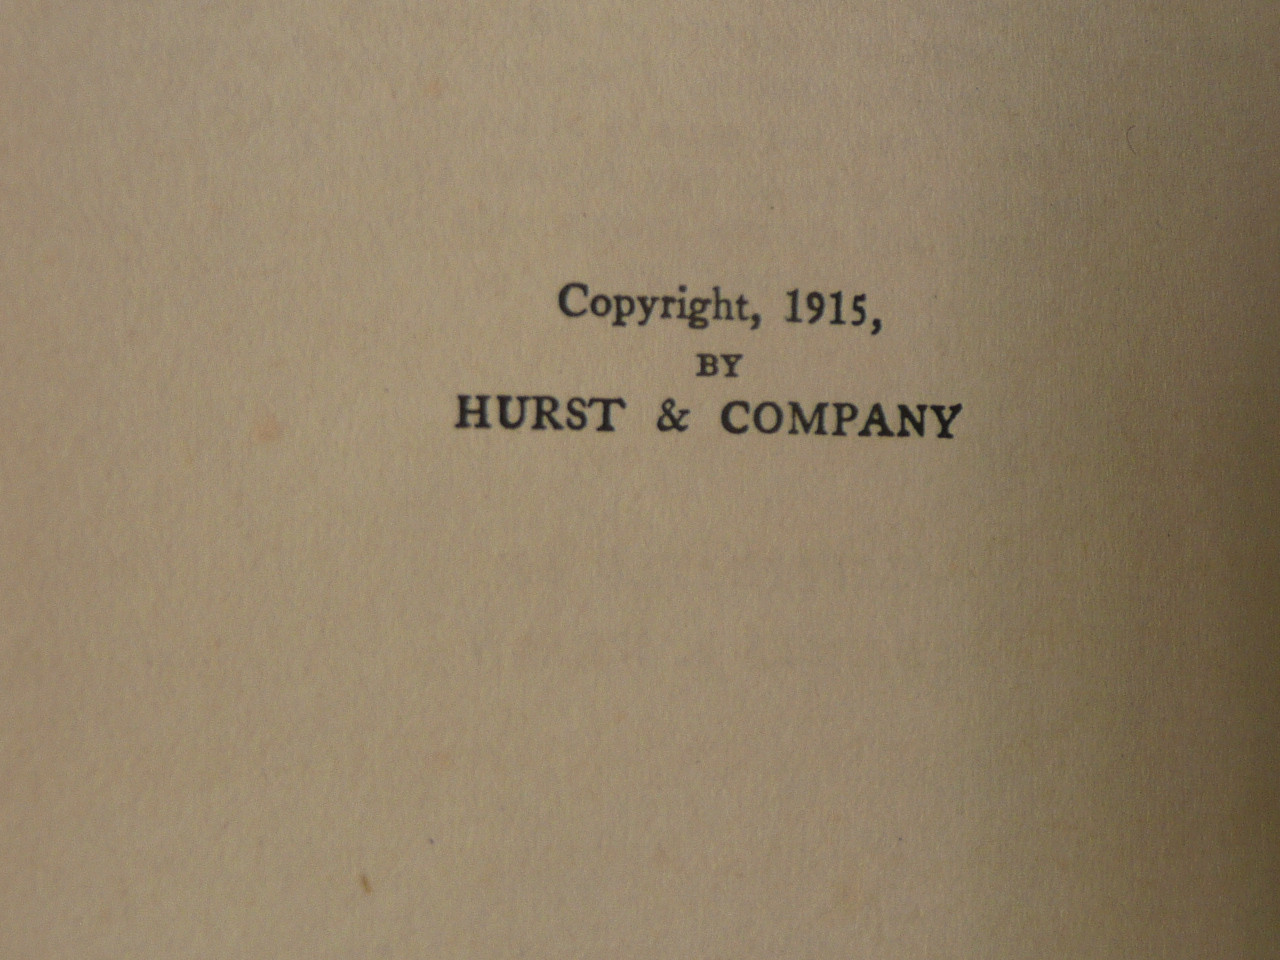 Copyright, 1915,
BY
HURST & COMPANY